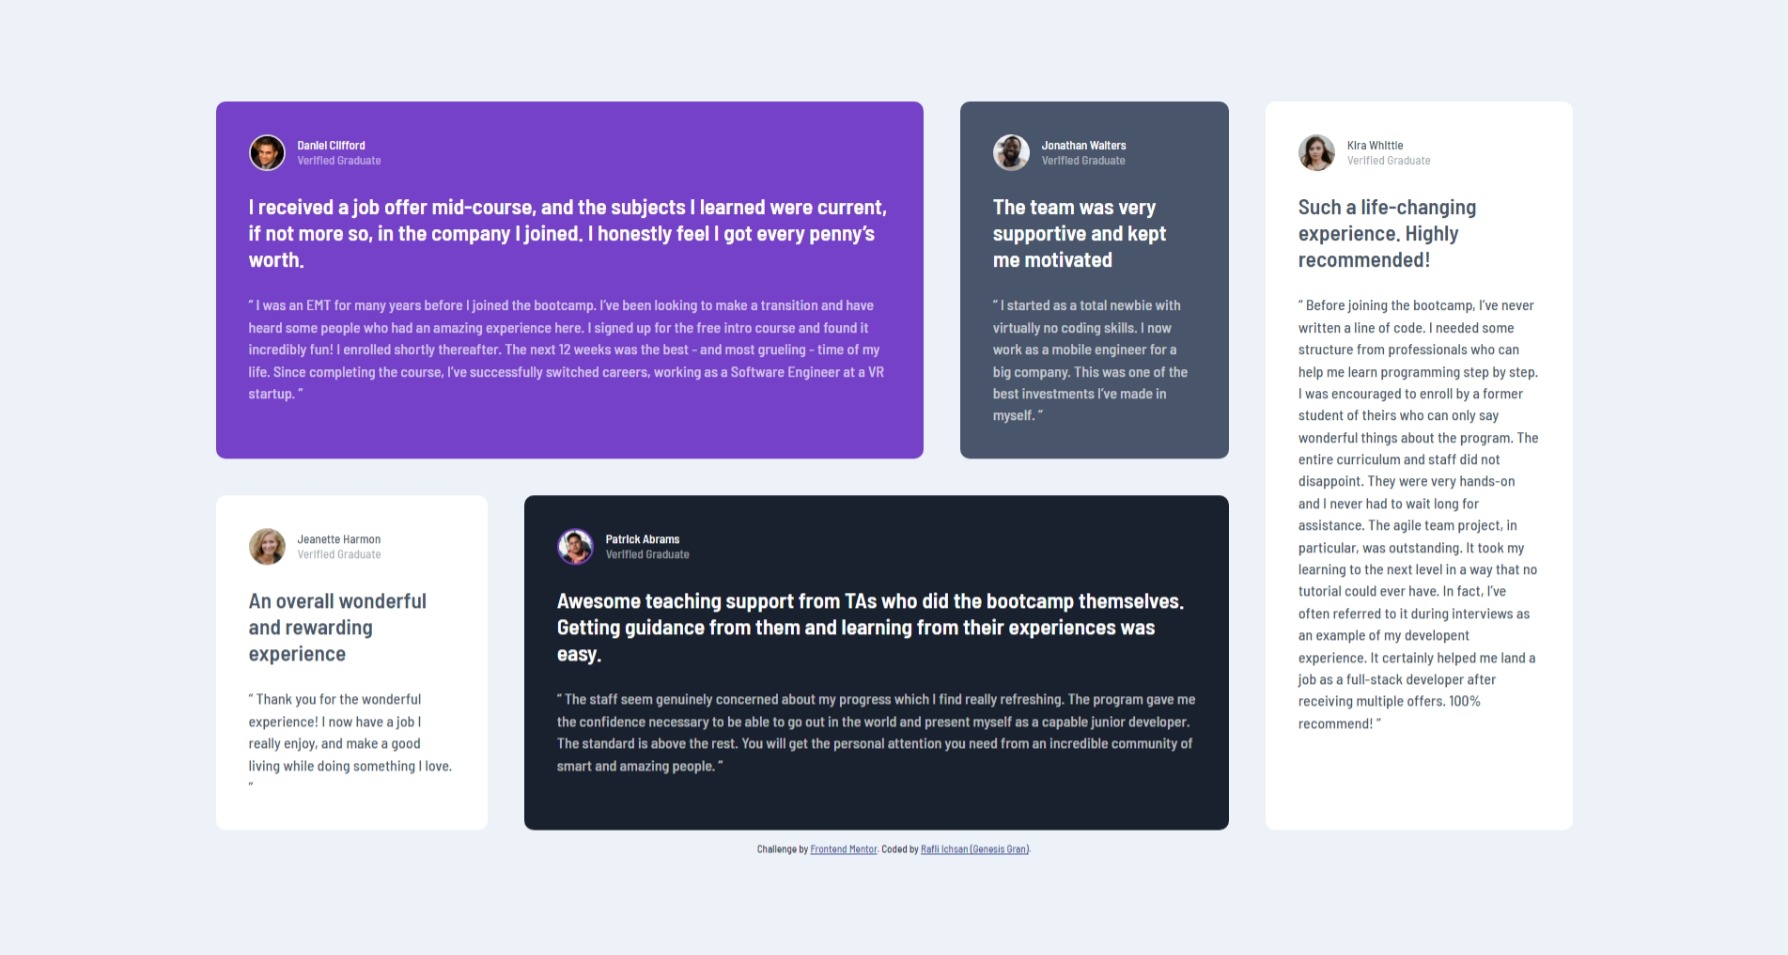 Daniel Clifford
Verified Graduate
I received a job offer mid-course, and the subjects I learned were current,
if not more so, in the company I joined. I honestly feel I got every penny’s
worth.
“ I was an EMT for many years before I joined the bootcamp. I’ve been looking to make a transition and have
heard some people who had an amazing experience here. I signed up for the free intro course and found it
incredibly fun! I enrolled shortly thereafter. The next 12 weeks was the best - and most grueling - time of my
life. Since completing the course, I’ve successfully switched careers, working as a Software Engineer at a VR
startup. ”
Jonathan Walters
Verified Graduate
The team was very
supportive and kept
me motivated
“ I started as a total newbie with
virtually no coding skills. I now
work as a mobile engineer for a
big company. This was one of the
best investments I’ve made in
myself. ”
Kira Whittle
Verified Graduate
Such a life-changing
experience. Highly
recommended!
“ Before joining the bootcamp, I’ve never
written a line of code. I needed some
structure from professionals who can
help me learn programming step by step.
I was encouraged to enroll by a former
student of theirs who can only say
wonderful things about the program. The
entire curriculum and staff did not
disappoint. They were very hands-on
and I never had to wait long for
assistance. The agile team project, in
particular, was outstanding. It took my
learning to the next level in a way that no
tutorial could ever have. In fact, I’ve
often referred to it during interviews as
an example of my developent
experience. It certainly helped me land a
job as a full-stack developer after
receiving multiple offers. 100%
recommend! ”
Jeanette Harmon
Verified Graduate
An overall wonderful
and rewarding
experience
“ Thank you for the wonderful
experience! I now have a job I
really enjoy, and make a good
living while doing something I love.
”
Patrick Abrams
Verified Graduate
Awesome teaching support from TAs who did the bootcamp themselves.
Getting guidance from them and learning from their experiences was
easy.
“ The staff seem genuinely concerned about my progress which I find really refreshing. The program gave me
the confidence necessary to be able to go out in the world and present myself as a capable junior developer.
The standard is above the rest. You will get the personal attention you need from an incredible community of
smart and amazing people. ”
Challenge by Frontend Mentor. Coded by Rafli Ichsan (Genesis Gran).